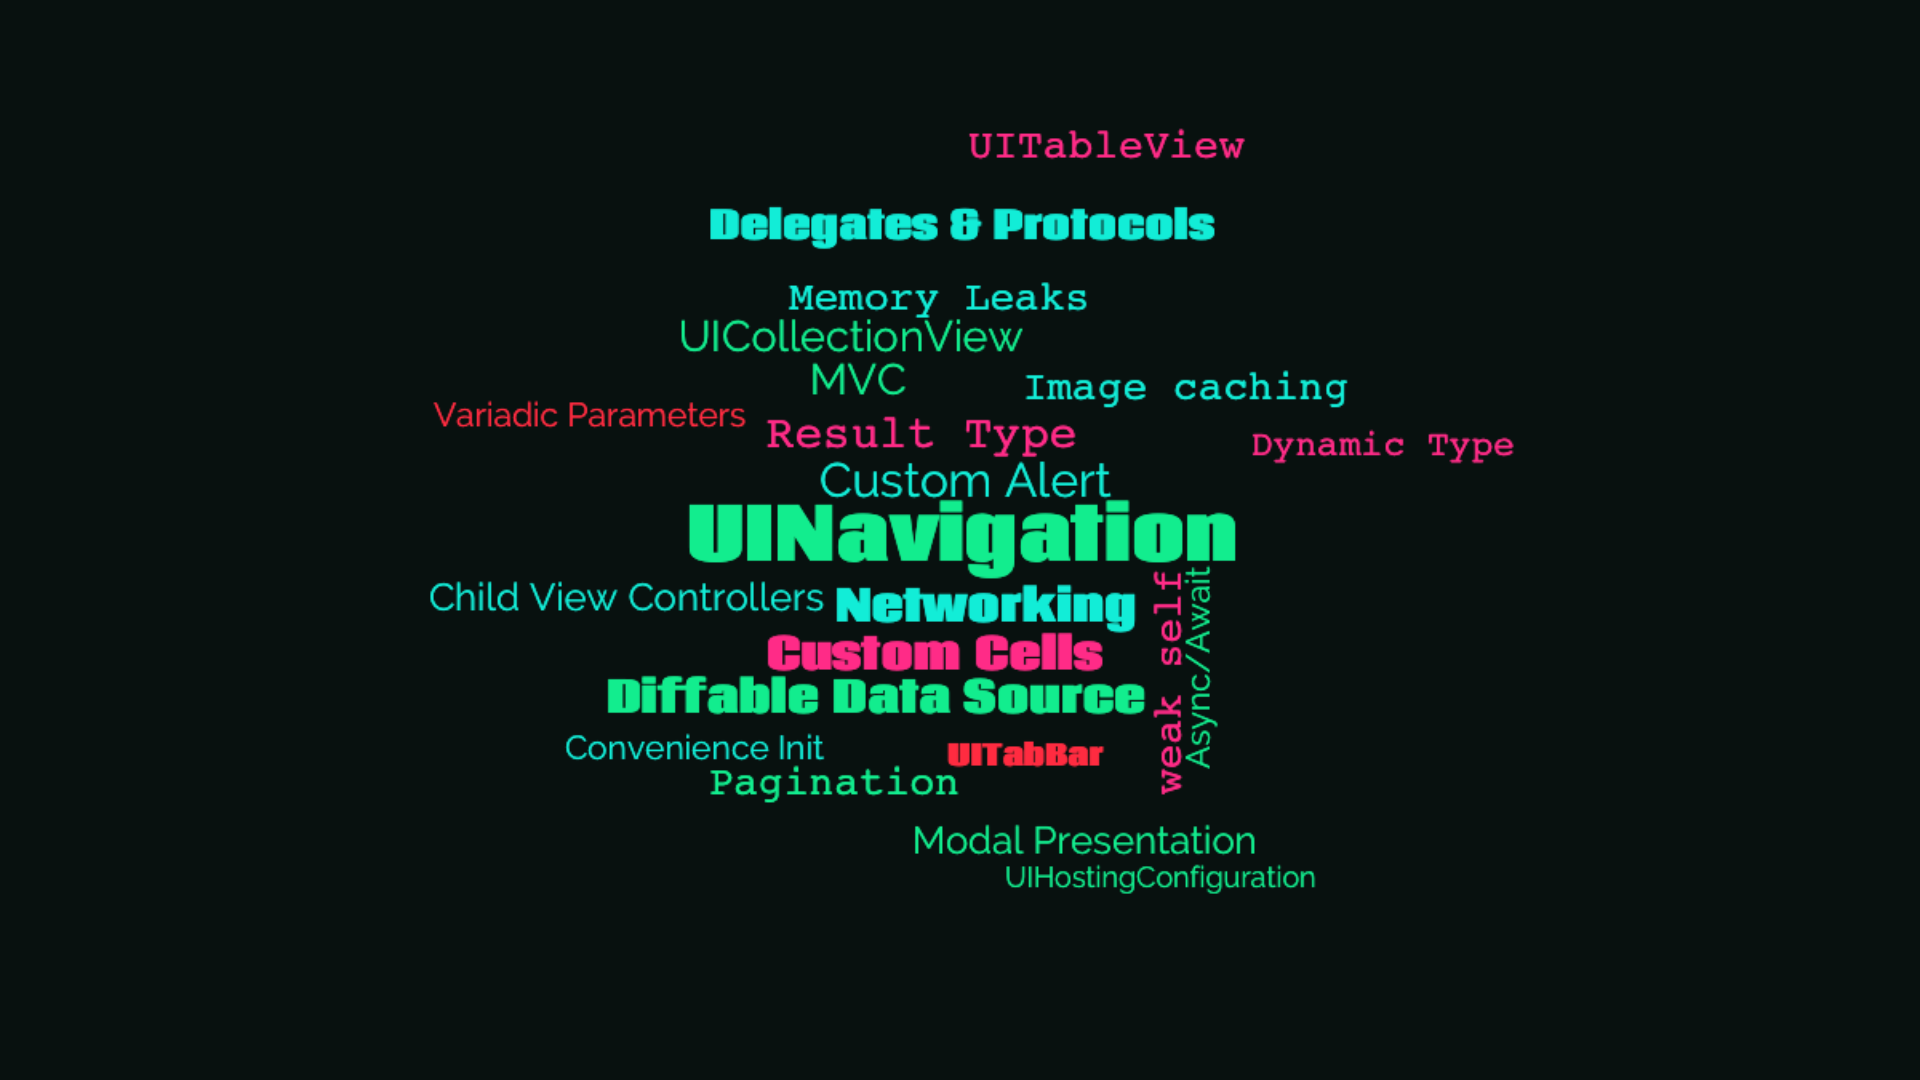 UITableView
Delegates & Protocols
Memory Leaks
UICollectionView
MVC
Image caching
Variadic Parameters
Result Type
Dynamic Type
Custom Alert
UINavigation
Child View Controllers
Networking
weak self
Async/Await
Custom Cells
Diffable Data Source
Convenience Init
UITabBar
Pagination
Modal Presentation
UIHostingConfiguration